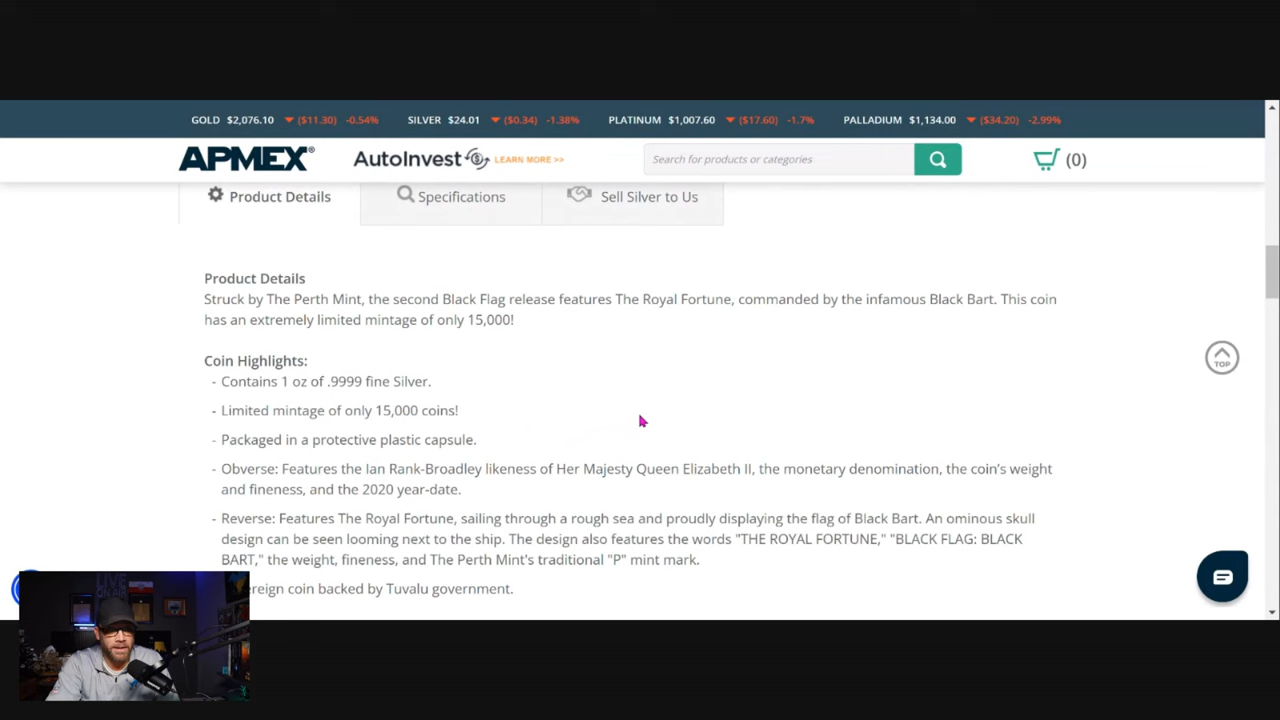 GOLD $2,076.10 ($11.30) -0.54% SILVER $24.01 ($0.34) -1.38% PLATINUM $1,007.60 ($17.60) -1.7% PALLADIUM $1,134.00 ($34.20) -2.99%
APMEX® AutoInvest LEARN MORE >> Search for products or categories (0)
Product Details Specifications Sell Silver to Us
Product Details
Struck by The Perth Mint, the second Black Flag release features The Royal Fortune, commanded by the infamous Black Bart. This coin
has an extremely limited mintage of only 15,000!
TOP
Coin Highlights:
- Contains 1 oz of .9999 fine Silver.
- Limited mintage of only 15,000 coins!
- Packaged in a protective plastic capsule.
- Obverse: Features the Ian Rank-Broadley likeness of Her Majesty Queen Elizabeth II, the monetary denomination, the coin's weight
and fineness, and the 2020 year-date.
- Reverse: Features The Royal Fortune, sailing through a rough sea and proudly displaying the flag of Black Bart. An ominous skull
design can be seen looming next to the ship. The design also features the words "THE ROYAL FORTUNE," "BLACK FLAG: BLACK
BART," the weight, fineness, and The Perth Mint's traditional "P" mint mark.
ereign coin backed by Tuvalu government.
LIVE
ON AIR